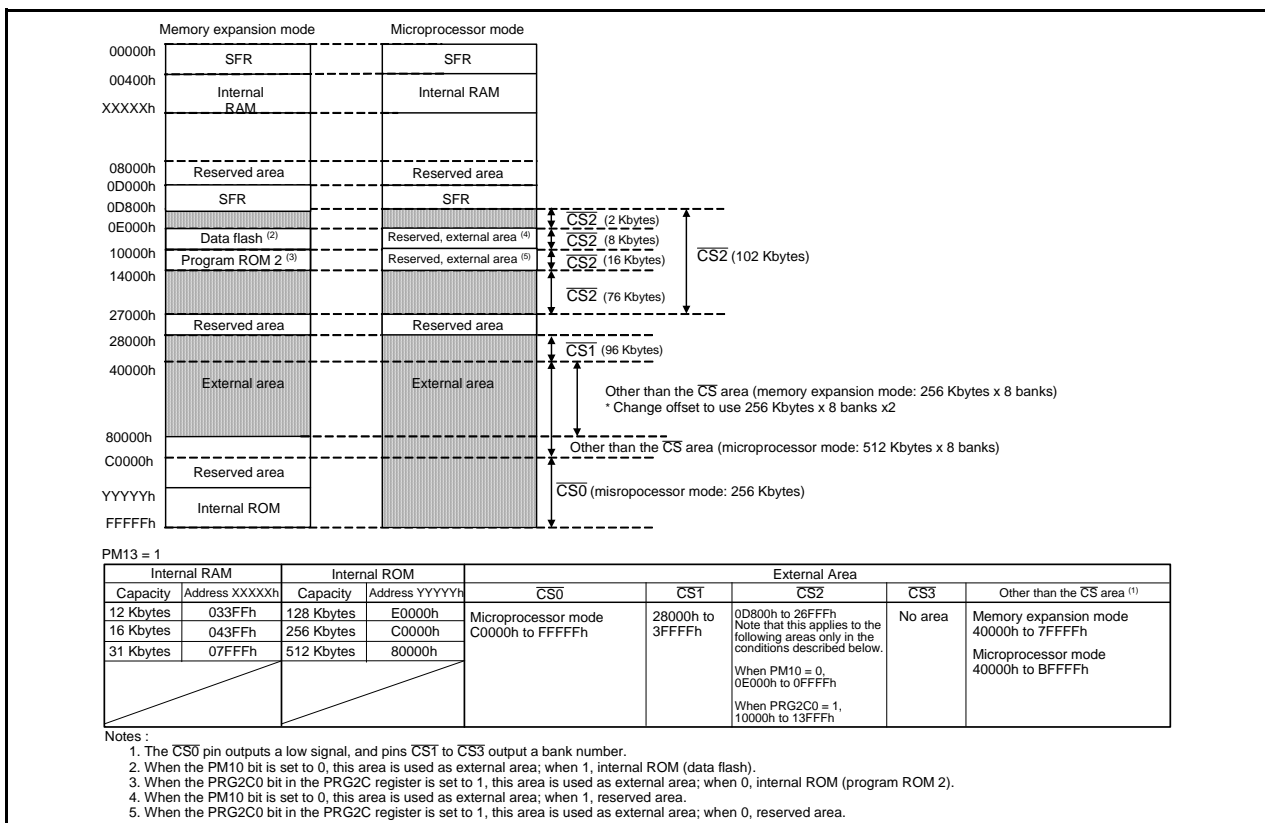 Memory expansion mode Microprocessor mode
00000h
SFR SFR
00400h
Internal RAM Internal RAM
XXXXXh
08000h
Reserved area Reserved area
0D000h
SFR SFR
0D800h
CS2 (2 Kbytes)
0E000h
Data flash (2) Reserved, external area (4) CS2 (8 Kbytes)
10000h
Program ROM 2 (3) Reserved, external area (5) CS2 (16 Kbytes)
CS2 (102 Kbytes)
14000h
CS2 (76 Kbytes)
27000h
Reserved area Reserved area
28000h
CS1 (96 Kbytes)
40000h
External area External area
Other than the CS area (memory expansion mode: 256 Kbytes x 8 banks)
* Change offset to use 256 Kbytes x 8 banks x2
80000h
Other than the CS area (microprocessor mode: 512 Kbytes x 8 banks)
C0000h
Reserved area
CS0 (misropocessor mode: 256 Kbytes)
YYYYYh
Internal ROM
FFFFFh
PM13 = 1
Internal RAM Internal ROM External Area
Capacity Address XXXXXh Capacity Address YYYYYh CS0 CS1 CS2 CS3 Other than the CS area (1)
12 Kbytes 033FFh 128 Kbytes E0000h
16 Kbytes 043FFh 256 Kbytes C0000h
31 Kbytes 07FFFh 512 Kbytes 80000h
Microprocessor mode
C0000h to FFFFFh
28000h to
3FFFFh
0D800h to 26FFFh
Note that this applies to the
following areas only in the
conditions described below.
When PM10 = 0,
0E000h to 0FFFFh
When PRG2C0 = 1,
10000h to 13FFFh
No area
Memory expansion mode
40000h to 7FFFFh
Microprocessor mode
40000h to BFFFFh
Notes :
1. The CS0 pin outputs a low signal, and pins CS1 to CS3 output a bank number.
2. When the PM10 bit is set to 0, this area is used as external area; when 1, internal ROM (data flash).
3. When the PRG2C0 bit in the PRG2C register is set to 1, this area is used as external area; when 0, internal ROM (program ROM 2).
4. When the PM10 bit is set to 0, this area is used as external area; when 1, reserved area.
5. When the PRG2C0 bit in the PRG2C register is set to 1, this area is used as external area; when 0, reserved area.